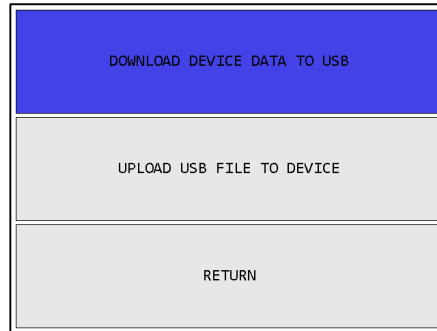 DOWNLOAD DEVICE DATA TO USB
UPLOAD USB FILE TO DEVICE
RETURN